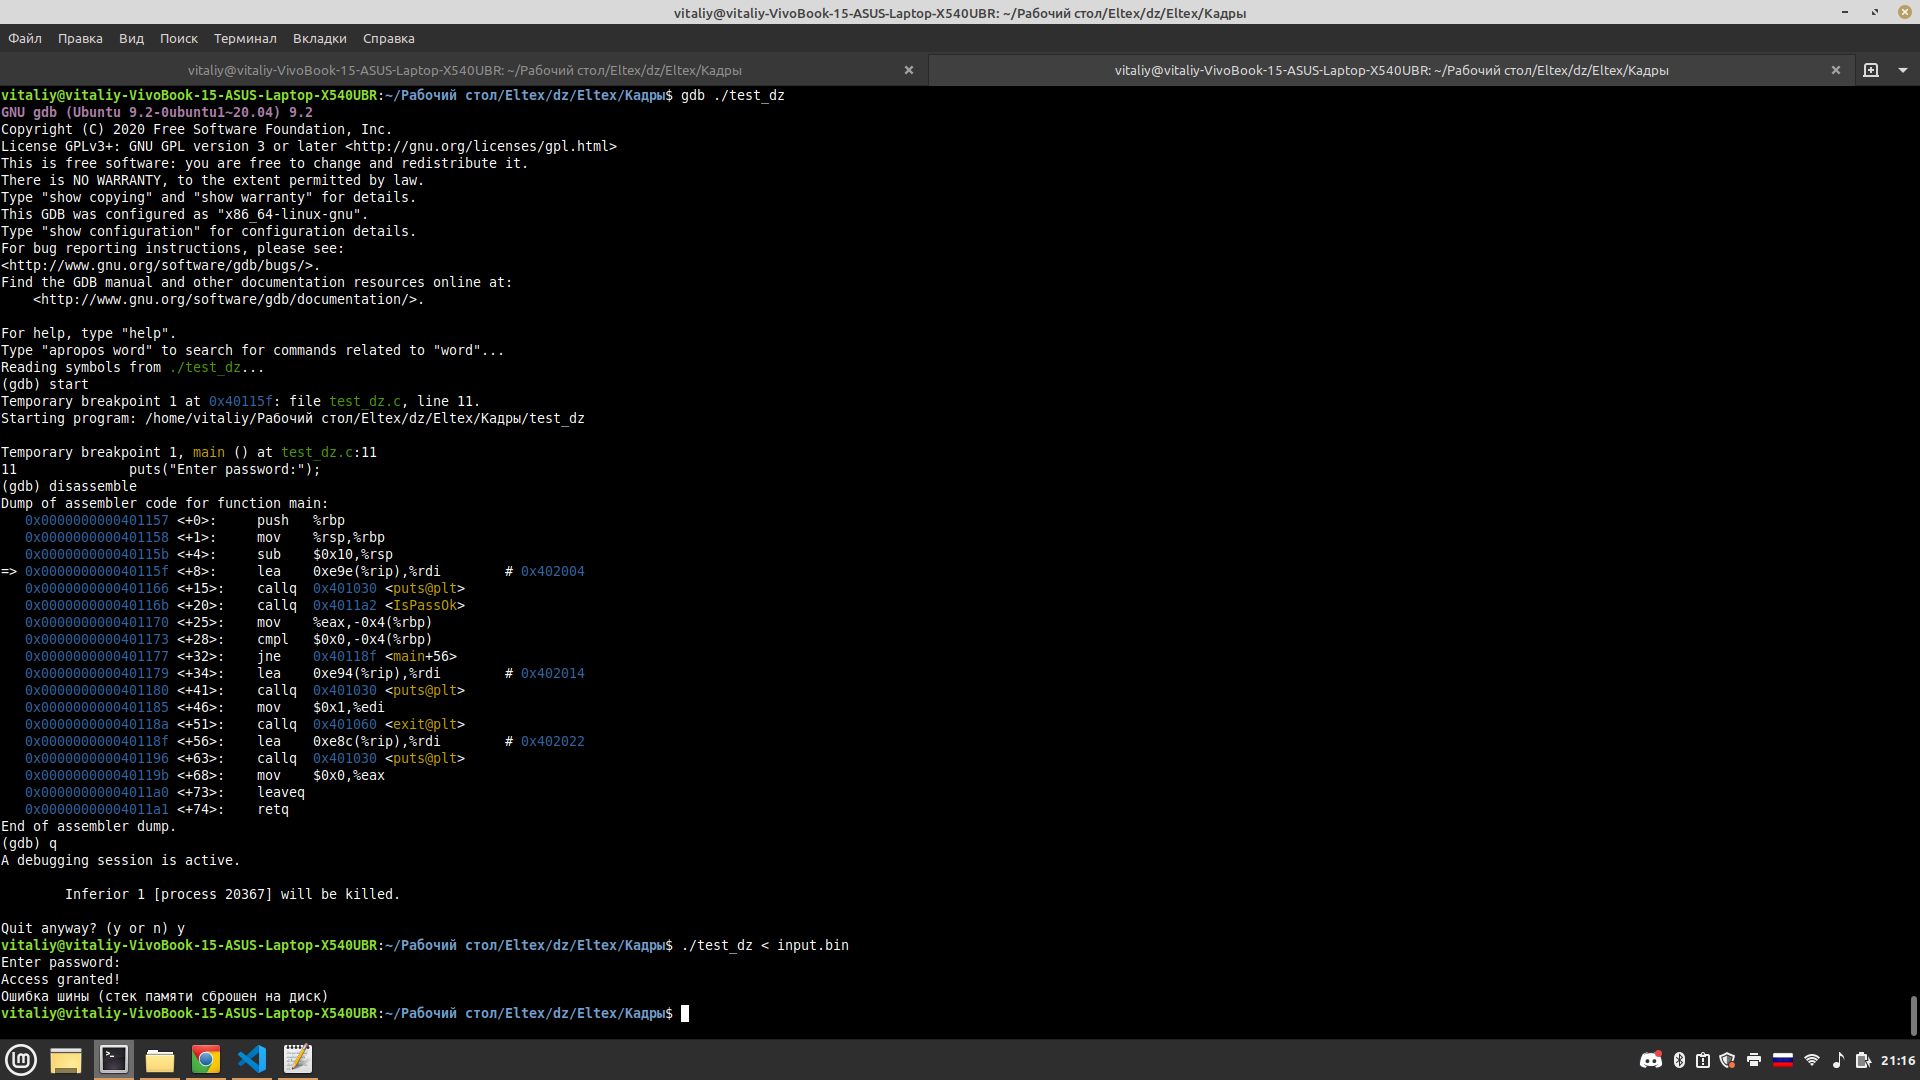 vitaliy@vitaliy-VivoBook-15-ASUS-Laptop-X540UBR: ~/Рабочий стол/Eltex/dz/Eltex/Кадры
Файл Правка Вид Поиск Терминал Вкладки Справка
vitaliy@vitaliy-VivoBook-15-ASUS-Laptop-X540UBR: ~/Рабочий стол/Eltex/dz/Eltex/Кадры vitaliy@vitaliy-VivoBook-15-ASUS-Laptop-X540UBR: ~/Рабочий стол/Eltex/dz/Eltex/Кадры
vitaliy@vitaliy-VivoBook-15-ASUS-Laptop-X540UBR:~/Рабочий стол/Eltex/dz/Eltex/Кадры$ gdb ./test_dz
GNU gdb (Ubuntu 9.2-0ubuntu1~20.04) 9.2
Copyright (C) 2020 Free Software Foundation, Inc.
License GPLv3+: GNU GPL version 3 or later <http://gnu.org/licenses/gpl.html>
This is free software: you are free to change and redistribute it.
There is NO WARRANTY, to the extent permitted by law.
Type "show copying" and "show warranty" for details.
This GDB was configured as "x86_64-linux-gnu".
Type "show configuration" for configuration details.
For bug reporting instructions, please see:
<http://www.gnu.org/software/gdb/bugs/>.
Find the GDB manual and other documentation resources online at:
    <http://www.gnu.org/software/gdb/documentation/>.
For help, type "help".
Type "apropos word" to search for commands related to "word"...
Reading symbols from ./test_dz...
(gdb) start
Temporary breakpoint 1 at 0x40115f: file test_dz.c, line 11.
Starting program: /home/vitaliy/Рабочий стол/Eltex/dz/Eltex/Кадры/test_dz
Temporary breakpoint 1, main () at test_dz.c:11
11              puts("Enter password:");
(gdb) disassemble
Dump of assembler code for function main:
   0x0000000000401157 <+0>:     push   %rbp
   0x0000000000401158 <+1>:     mov    %rsp,%rbp
   0x000000000040115b <+4>:     sub    $0x10,%rsp
=> 0x000000000040115f <+8>:     lea    0xe9e(%rip),%rdi        # 0x402004
   0x0000000000401166 <+15>:    callq  0x401030 <puts@plt>
   0x000000000040116b <+20>:    callq  0x4011a2 <IsPassOk>
   0x0000000000401170 <+25>:    mov    %eax,-0x4(%rbp)
   0x0000000000401173 <+28>:    cmpl   $0x0,-0x4(%rbp)
   0x0000000000401177 <+32>:    jne    0x40118f <main+56>
   0x0000000000401179 <+34>:    lea    0xe94(%rip),%rdi        # 0x402014
   0x0000000000401180 <+41>:    callq  0x401030 <puts@plt>
   0x0000000000401185 <+46>:    mov    $0x1,%edi
   0x000000000040118a <+51>:    callq  0x401060 <exit@plt>
   0x000000000040118f <+56>:    lea    0xe8c(%rip),%rdi        # 0x402022
   0x0000000000401196 <+63>:    callq  0x401030 <puts@plt>
   0x000000000040119b <+68>:    mov    $0x0,%eax
   0x00000000004011a0 <+73>:    leaveq
   0x00000000004011a1 <+74>:    retq
End of assembler dump.
(gdb) q
A debugging session is active.
        Inferior 1 [process 20367] will be killed.
Quit anyway? (y or n) y
vitaliy@vitaliy-VivoBook-15-ASUS-Laptop-X540UBR:~/Рабочий стол/Eltex/dz/Eltex/Кадры$ ./test_dz < input.bin
Enter password:
Access granted!
Ошибка шины (стек памяти сброшен на диск)
vitaliy@vitaliy-VivoBook-15-ASUS-Laptop-X540UBR:~/Рабочий стол/Eltex/dz/Eltex/Кадры$
21:16